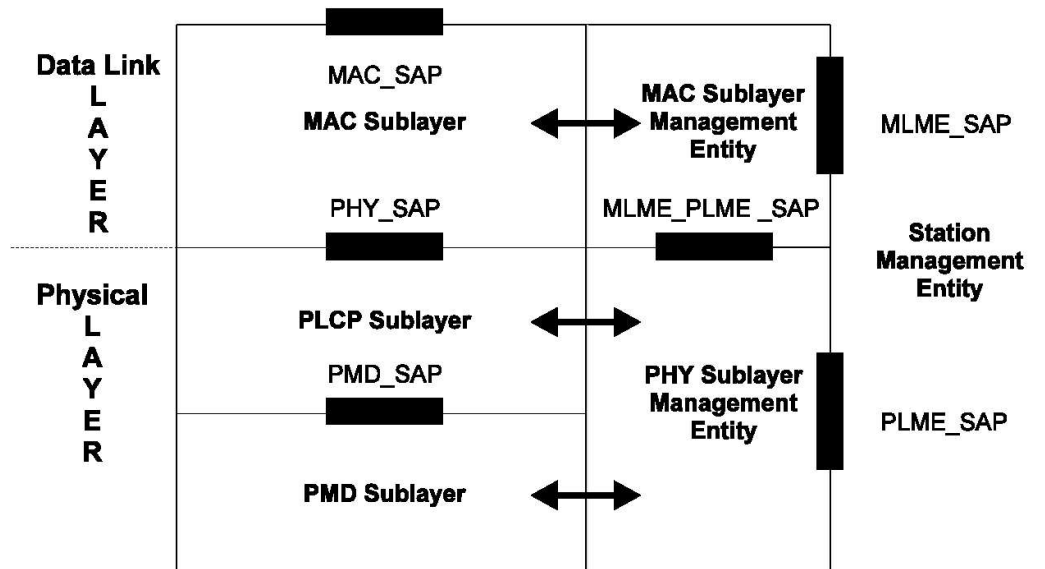 MAC_SAP
Data Link
L
A
Y
E
R
MAC Sublayer
MAC Sublayer
Management
Entity
MLME_SAP
PHY_SAP
MLME_PLME _SAP
Station
Management
Entity
Physical
L
A
Y
E
R
PLCP Sublayer
PMD_SAP
PHY Sublayer
Management
Entity
PLME_SAP
PMD Sublayer